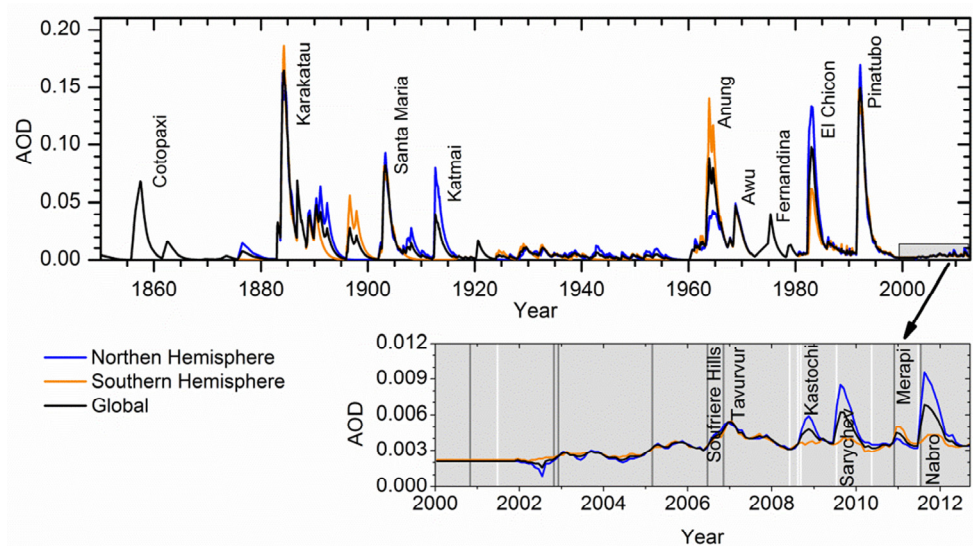 0.20
0.15
0.10
0.05
0.00
AOD
Cotopaxi
Karakatau
Santa Maria
Katmai
Anung
Awu
Fernandina
El Chicon
Pinatubo
1860
1880
1900
1920
1940
1960
1980
2000
Year
Northen Hemisphere
Southern Hemisphere
Global
0.012
0.009
0.006
0.003
0.000
AOD
Soufriere Hills
Tavurvur
Kastochi
Sarychev
Merapi
Nabro
2000
2002
2004
2006
2008
2010
2012
Year